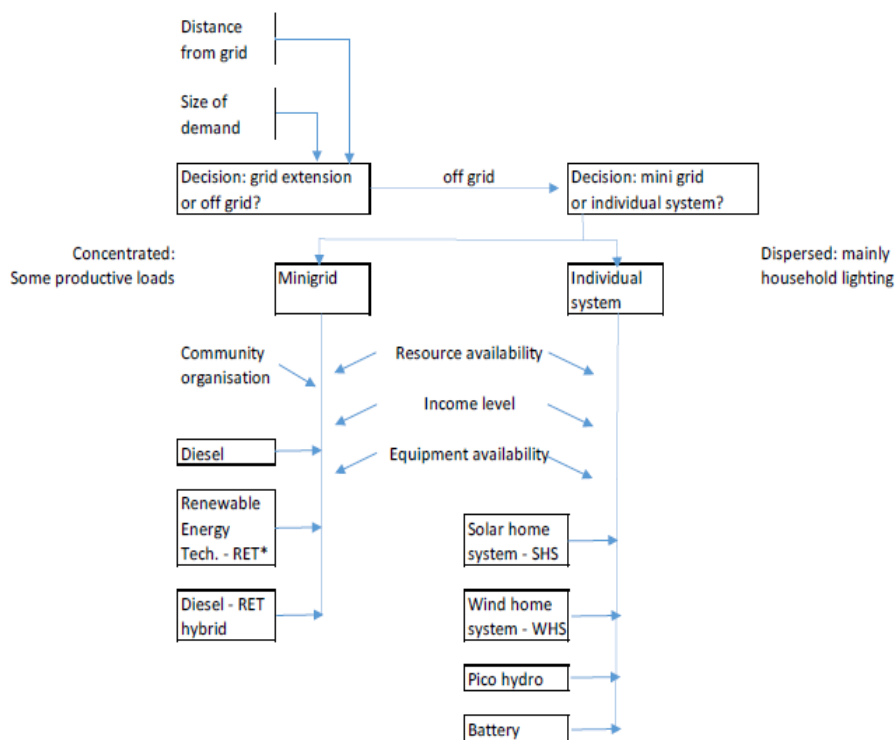 Distance
from grid
Size of
demand
Decision: grid extension
or off grid?
off grid
Decision: mini grid
or individual system?
Concentrated:
Some productive loads
Minigrid
Individual
system
Dispersed: mainly
household lighting
Community
organisation
Resource availability
Income level
Equipment availability
Diesel
Renewable
Energy
Tech. - RET*
Diesel - RET
hybrid
Solar home
system - SHS
Wind home
system - WHS
Pico hydro
Battery